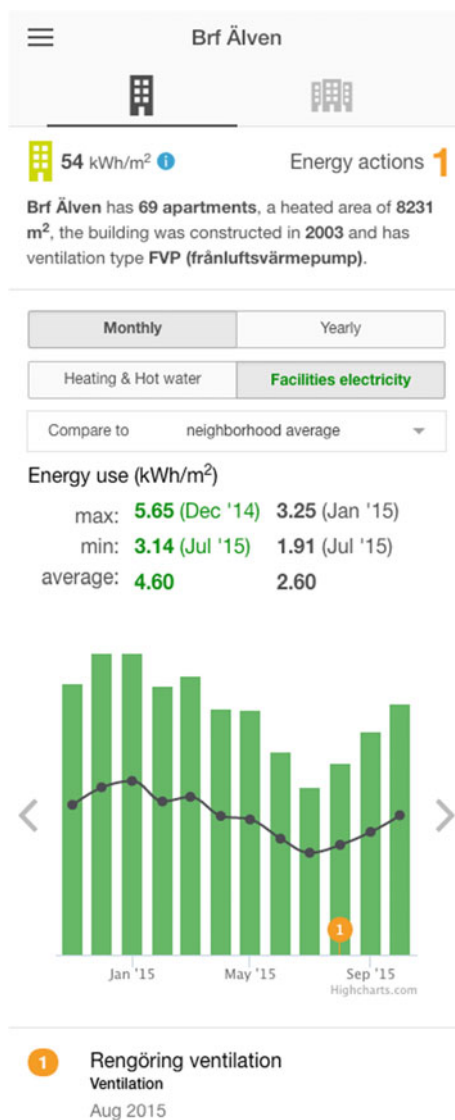 Brf Älven
54 kWh/m² i Energy actions 1
Brf Älven has 69 apartments, a heated area of 8231
m², the building was constructed in 2003 and has
ventilation type FVP (frånluftsvärmepump).
Monthly Yearly
Heating & Hot water Facilities electricity
Compare to neighborhood average
Energy use (kWh/m²)
max: 5.65 (Dec '14) 3.25 (Jan '15)
min: 3.14 (Jul '15) 1.91 (Jul '15)
average: 4.60 2.60
1
Jan '15 May '15 Sep '15
Highcharts.com
1 Rengöring ventilation
Ventilation
Aug 2015